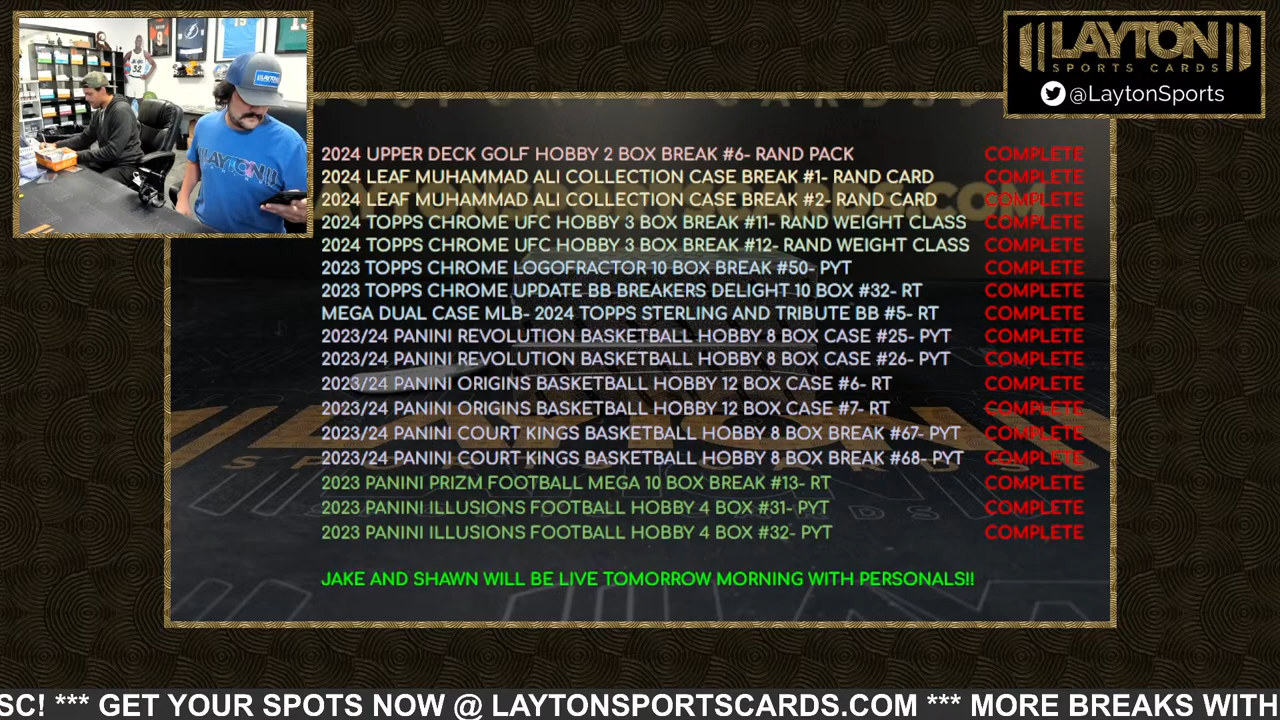 LAYTON
SPORTS CARDS
@LaytonSports
2024 UPPER DECK GOLF HOBBY 2 BOX BREAK #6- RAND PACK COMPLETE
2024 LEAF MUHAMMAD ALI COLLECTION CASE BREAK #1- RAND CARD COMPLETE
2024 LEAF MUHAMMAD ALI COLLECTION CASE BREAK #2- RAND CARD COMPLETE
2024 TOPPS CHROME UFC HOBBY 3 BOX BREAK #11- RAND WEIGHT CLASS COMPLETE
2024 TOPPS CHROME UFC HOBBY 3 BOX BREAK #12- RAND WEIGHT CLASS COMPLETE
2023 TOPPS CHROME LOGOFRACTOR 10 BOX BREAK #50- PYT COMPLETE
2023 TOPPS CHROME UPDATE BB BREAKERS DELIGHT 10 BOX #32- RT COMPLETE
MEGA DUAL CASE MLB- 2024 TOPPS STERLING AND TRIBUTE BB #5- RT COMPLETE
2023/24 PANINI REVOLUTION BASKETBALL HOBBY 8 BOX CASE #25- PYT COMPLETE
2023/24 PANINI REVOLUTION BASKETBALL HOBBY 8 BOX CASE #26- PYT COMPLETE
2023/24 PANINI ORIGINS BASKETBALL HOBBY 12 BOX CASE #6- RT COMPLETE
2023/24 PANINI ORIGINS BASKETBALL HOBBY 12 BOX CASE #7- RT COMPLETE
2023/24 PANINI COURT KINGS BASKETBALL HOBBY 8 BOX BREAK #67- PYT COMPLETE
2023/24 PANINI COURT KINGS BASKETBALL HOBBY 8 BOX BREAK #68- PYT COMPLETE
2023 PANINI PRIZM FOOTBALL MEGA 10 BOX BREAK #13- RT COMPLETE
2023 PANINI ILLUSIONS FOOTBALL HOBBY 4 BOX #31- PYT COMPLETE
2023 PANINI ILLUSIONS FOOTBALL HOBBY 4 BOX #32- PYT COMPLETE
JAKE AND SHAWN WILL BE LIVE TOMORROW MORNING WITH PERSONALS!!
SC! *** GET YOUR SPOTS NOW @ LAYTONSPORTSCARDS.COM *** MORE BREAKS WITH